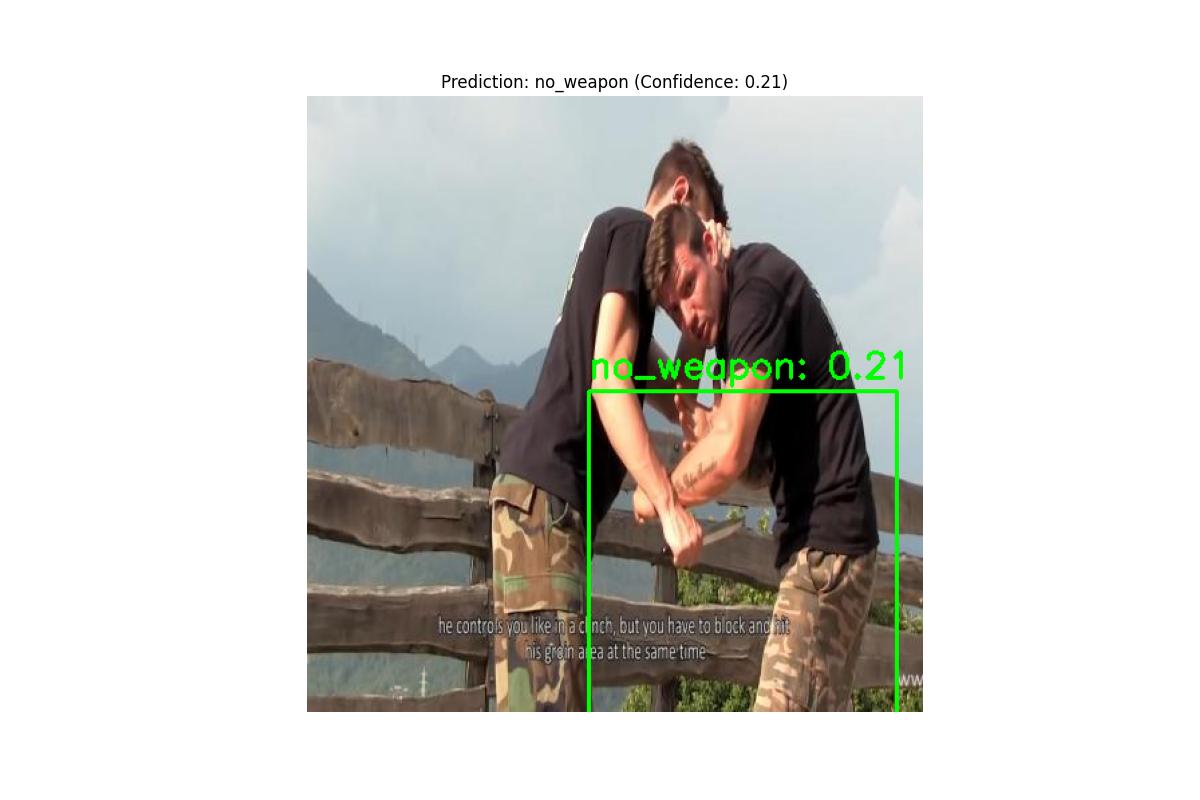 Prediction: no_weapon (Confidence: 0.21)
no_weapon: 0.21
he controls you like in a clinch, but you have to block and hit
his groin area at the same time
ww